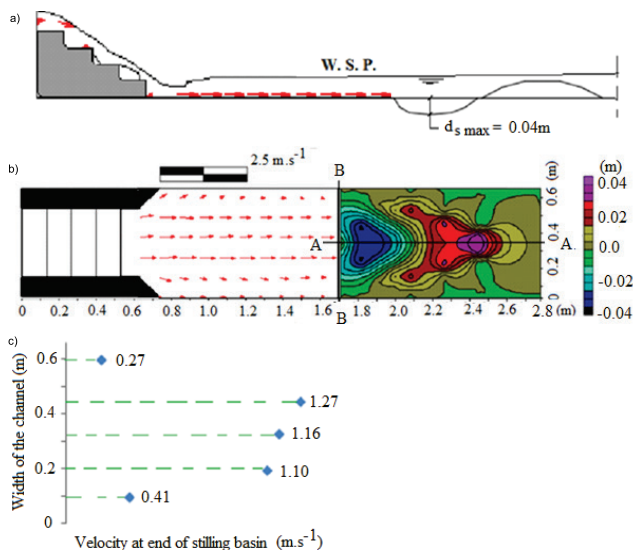 a)
W. S. P.
d s max = 0.04m
b)
2.5 m.s-1
B
(m)
(m)
0.6
0.4
0.2
0
A
A.
0.04
0.02
0.0
-0.02
-0.04
0 0.2 0.4 0.6 0.8 1.0 1.2 1.4 1.6
B
2.0 2.2 2.4 2.6 2.8 (m)
c)
Width of the channel (m)
0.6
0.4
0.2
0
0.27
1.27
1.16
1.10
0.41
Velocity at end of stilling basin (m.s-1)